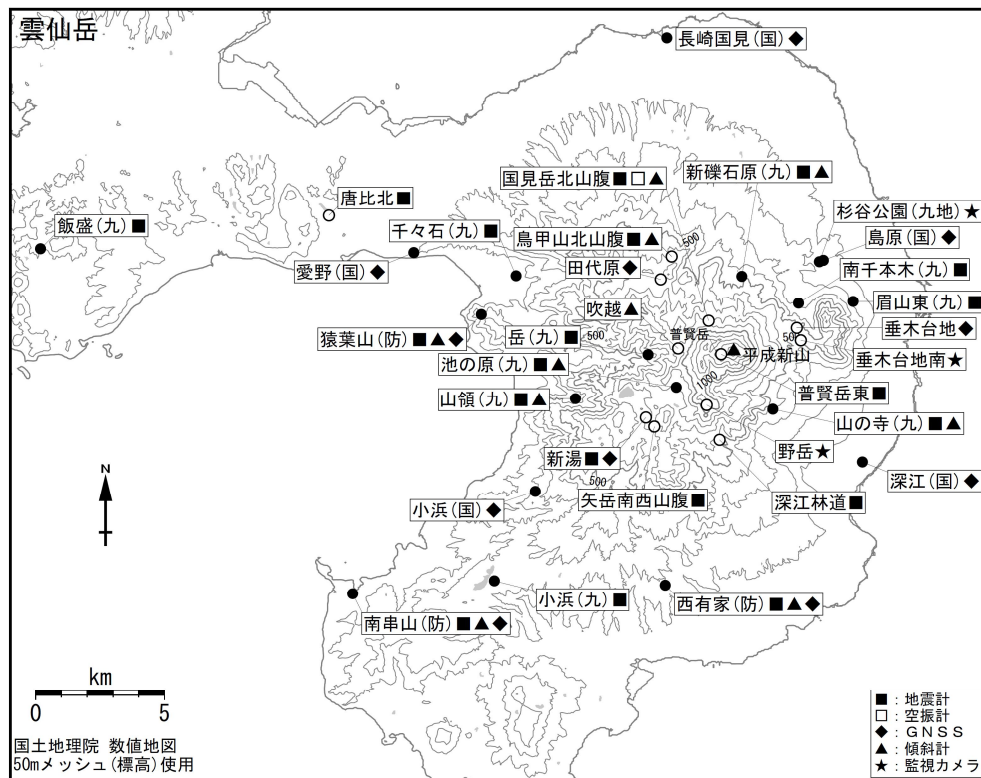 雲仙岳
長崎国見(国)◆
国見岳北山腹■□▲
新礫石原(九)■▲
唐比北■
杉谷公園(九地)★
飯盛(九)■
千々石(九)■
鳥甲山北山腹■▲
500
島原(国)◆
愛野(国)◆
田代原◆
南千本木(九)■
吹越▲
眉山東(九)■
猿葉山(防)■▲◆
岳(九)■
500
普賢岳
500
垂木台地◆
平成新山
池の原(九)■▲
垂木台地南★
山領(九)■▲
1000
普賢岳東■
山の寺(九)■▲
野岳★
新湯■◆
500
深江(国)◆
矢岳南西山腹■
深江林道■
小浜(国)◆
N
小浜(九)■
西有家(防)■▲◆
南串山(防)■▲◆
km
0 5
国土地理院 数値地図
50mメッシュ(標高)使用
■：地震計
□：空振計
◆：GNSS
▲：傾斜計
★：監視カメラ